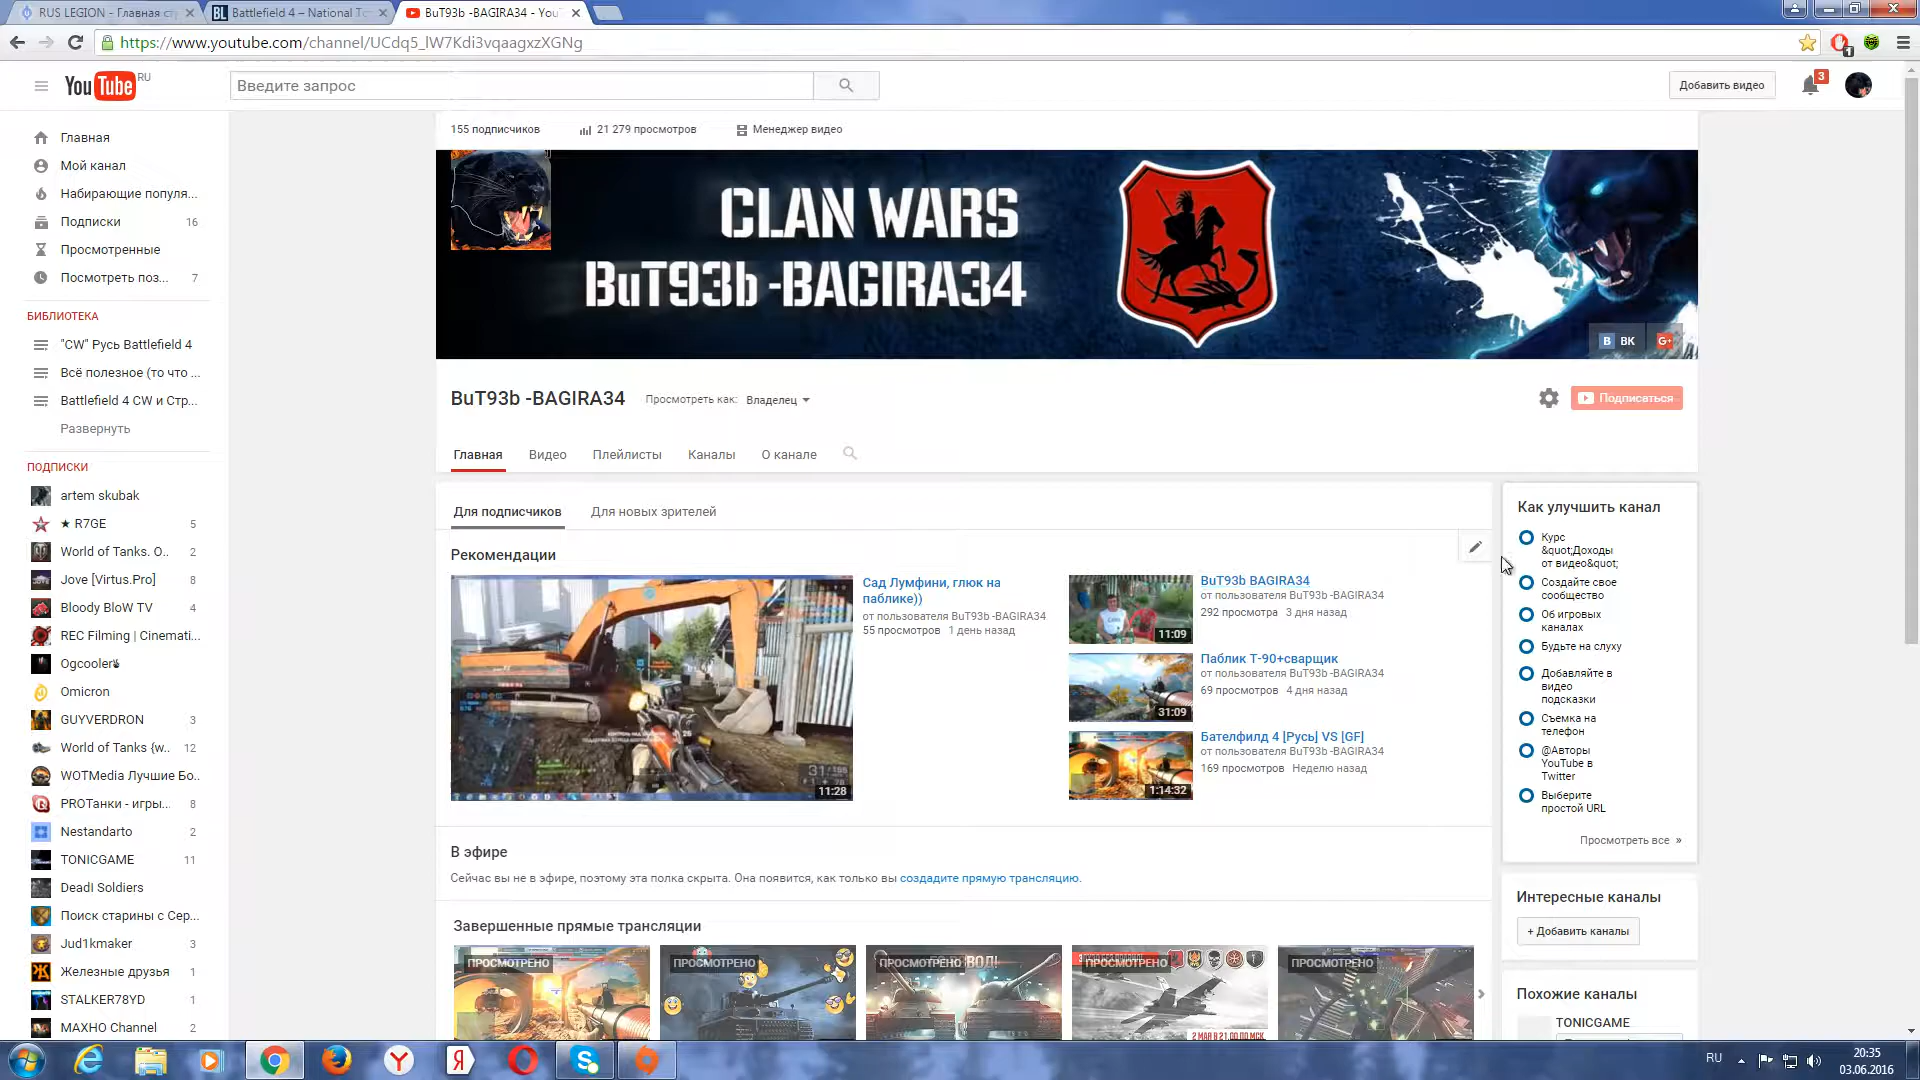 RUS LEGION - Главная ст
Battlefield 4 – National T
BuT93b -BAGIRA34 - You
https://www.youtube.com/channel/UCdq5_lW7Kdi3vqaagxzXGNg
1
YouTube RU
Введите запрос
Добавить видео
3
155 подписчиков
21 279 просмотров
Менеджер видео
CLAN WARS
BuT93b -BAGIRA34
B ВК
G+
BuT93b -BAGIRA34
Просмотреть как: Владелец
Подписаться
Главная
Видео
Плейлисты
Каналы
О канале
Главная
Мой канал
Набирающие популя...
Подписки 16
Просмотренные
Посмотреть поз... 7
БИБЛИОТЕКА
"CW" Русь Battlefield 4
Всё полезное (то что ...
Battlefield 4 CW и Стр...
Развернуть
ПОДПИСКИ
artem skubak
★ R7GE 5
World of Tanks. O.. 2
Jove [Virtus.Pro] 8
Bloody BloW TV 4
REC Filming | Cinemati...
Ogcooler
Omicron
GUYVERDRON 3
World of Tanks {w.. 12
WOTMedia Лучшие Бо..
PROТанки - игры... 8
Nestandarto 2
TONICGAME 11
DeadI Soldiers
Поиск старины с Сер...
Jud1kmaker 3
Железные друзья 1
STALKER78YD 1
MAXHO Channel 2
Для подписчиков
Для новых зрителей
Рекомендации
11:28
Сад Лумфини, глюк на
паблике))
от пользователя BuT93b -BAGIRA34
55 просмотров 1 день назад
11:09
BuT93b BAGIRA34
от пользователя BuT93b -BAGIRA34
292 просмотра 3 дня назад
31:09
Паблик Т-90+сварщик
от пользователя BuT93b -BAGIRA34
69 просмотров 4 дня назад
1:14:32
Бателфилд 4 [Русь] VS [GF]
от пользователя BuT93b -BAGIRA34
169 просмотров Неделю назад
В эфире
Сейчас вы не в эфире, поэтому эта полка скрыта. Она появится, как только вы создадите прямую трансляцию.
Завершенные прямые трансляции
ПРОСМОТРЕНО
ПРОСМОТРЕНО
ПРОСМОТРЕНО
ПРОСМОТРЕНО
2 МАЯ В 21.00 ПО МСК
ПРОСМОТРЕНО
Как улучшить канал
Курс
&quot;Доходы
от видео&quot;
Создайте свое
сообщество
Об игровых
каналах
Будьте на слуху
Добавляйте в
видео
подсказки
Съемка на
телефон
@Авторы
YouTube в
Twitter
Выберите
простой URL
Просмотреть все »
Интересные каналы
+ Добавить каналы
Похожие каналы
TONICGAME
RU
20:35
03.06.2016